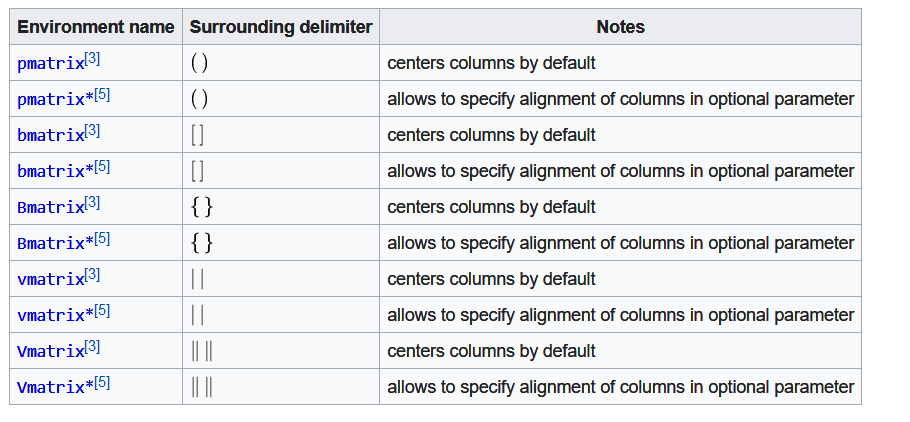 Environment name Surrounding delimiter Notes
pmatrix[3] ( ) centers columns by default
pmatrix*[5] ( ) allows to specify alignment of columns in optional parameter
bmatrix[3] [ ] centers columns by default
bmatrix*[5] [ ] allows to specify alignment of columns in optional parameter
Bmatrix[3] { } centers columns by default
Bmatrix*[5] { } allows to specify alignment of columns in optional parameter
vmatrix[3] | | centers columns by default
vmatrix*[5] | | allows to specify alignment of columns in optional parameter
Vmatrix[3] ‖ ‖ centers columns by default
Vmatrix*[5] ‖ ‖ allows to specify alignment of columns in optional parameter